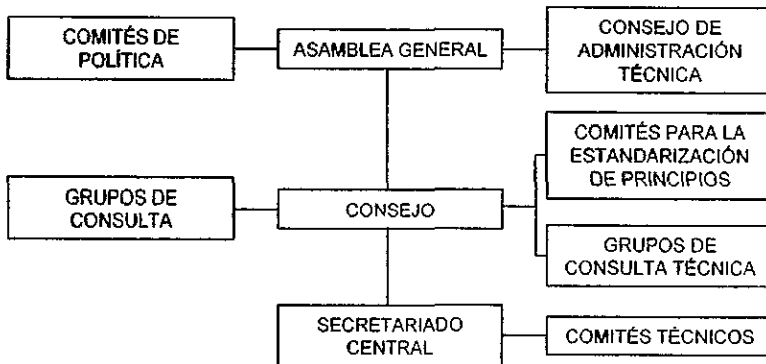 COMITÉS DE
POLÍTICA
ASAMBLEA GENERAL
CONSEJO DE
ADMINISTRACIÓN
TÉCNICA
COMITÉS PARA LA
ESTANDARIZACIÓN
DE PRINCIPIOS
GRUPOS DE
CONSULTA
CONSEJO
GRUPOS DE
CONSULTA TÉCNICA
SECRETARIADO
CENTRAL
COMITÉS TÉCNICOS